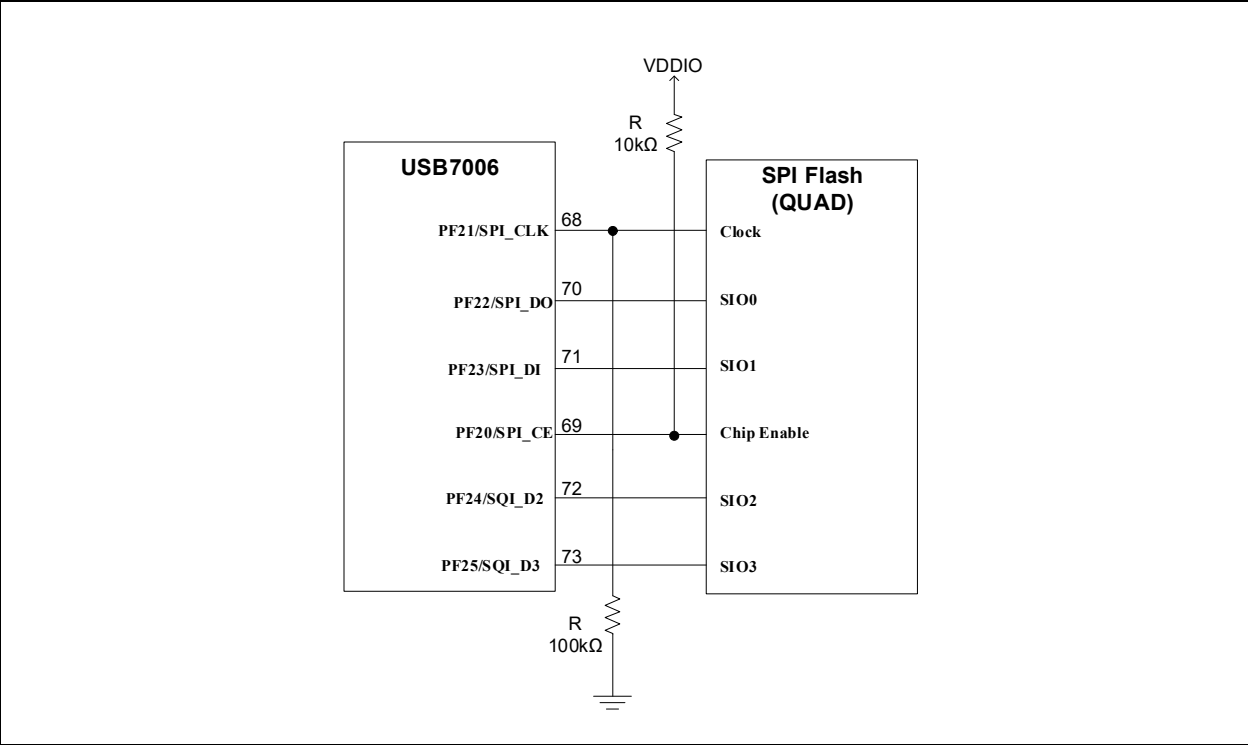 VDDIO
R
10kΩ
USB7006
SPI Flash
(QUAD)
PF21/SPI_CLK 68 Clock
PF22/SPI_DO 70 SIO0
PF23/SPI_DI 71 SIO1
PF20/SPI_CE 69 Chip Enable
PF24/SQI_D2 72 SIO2
PF25/SQI_D3 73 SIO3
R
100kΩ